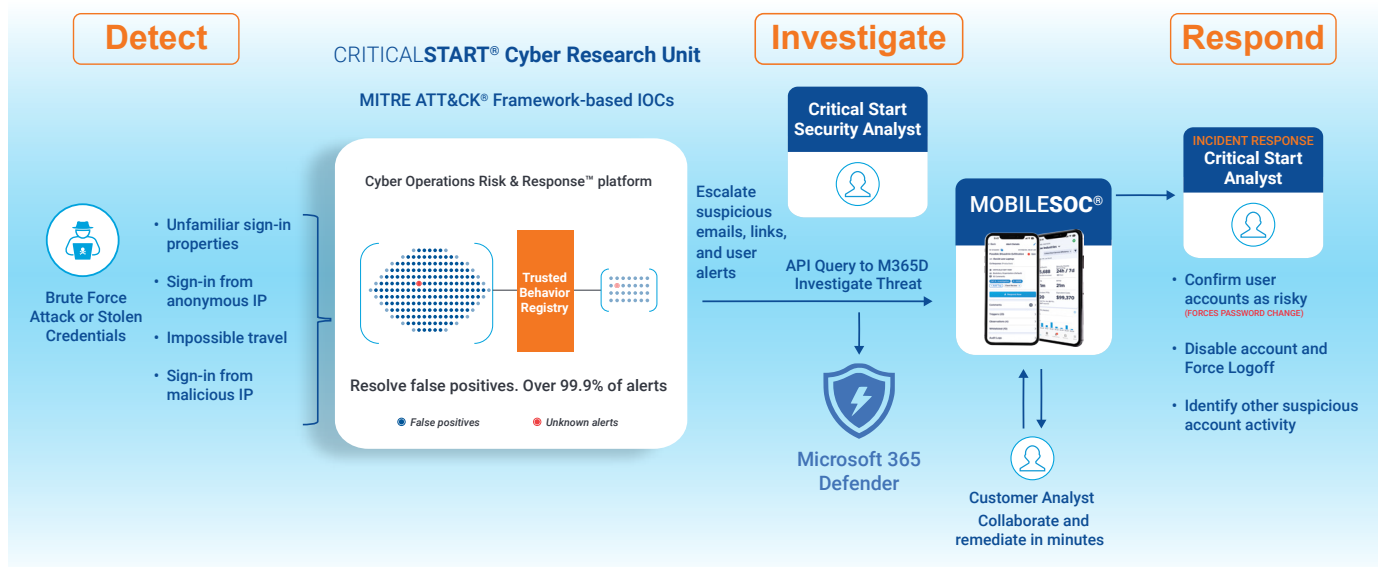 Detect
CRITICALSTART® Cyber Research Unit
MITRE ATT&CK® Framework-based IOCs
Investigate
Respond
Brute Force
Attack or Stolen
Credentials
• Unfamiliar sign-in
properties
• Sign-in from
anonymous IP
• Impossible travel
• Sign-in from
malicious IP
Cyber Operations Risk & Response™ platform
Trusted
Behavior
Registry
Resolve false positives. Over 99.9% of alerts
False positives
Unknown alerts
Escalate
suspicious
emails, links,
and user
alerts
Critical Start
Security Analyst
API Query to M365D
Investigate Threat
Microsoft 365
Defender
MOBILESOC®
Customer Analyst
Collaborate and
remediate in minutes
INCIDENT RESPONSE
Critical Start
Analyst
• Confirm user
accounts as risky
(FORCES PASSWORD CHANGE)
• Disable account and
Force Logoff
• Identify other suspicious
account activity